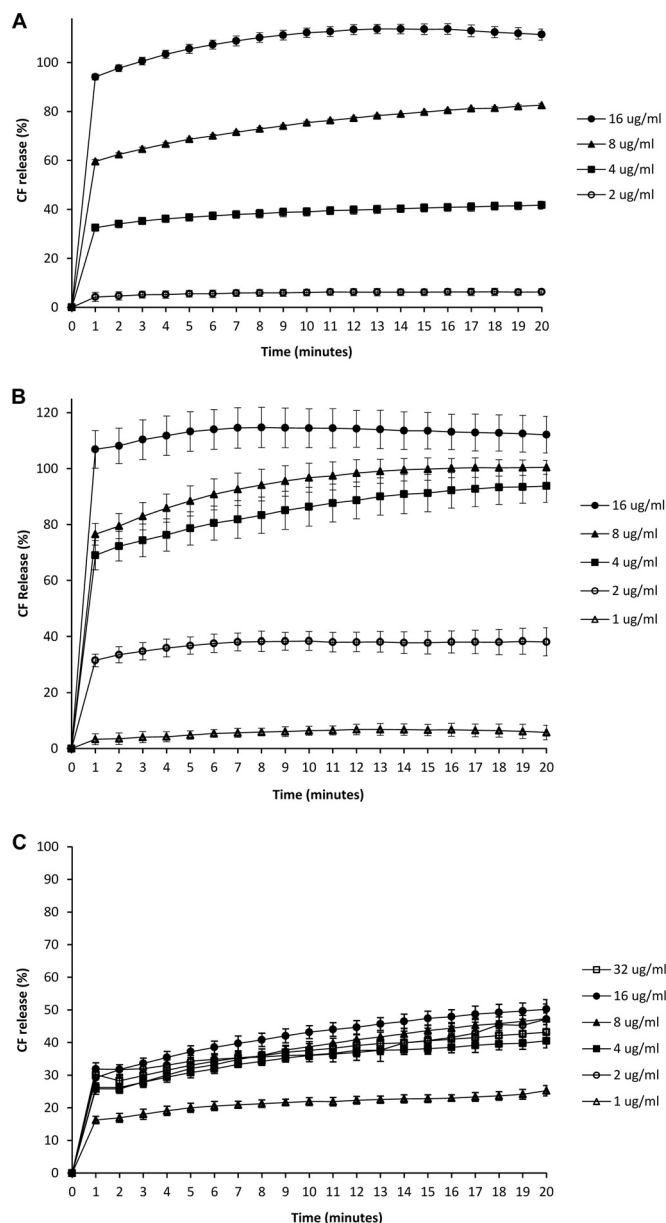 A
CF release (%)
100
80
60
40
20
0
0 1 2 3 4 5 6 7 8 9 10 11 12 13 14 15 16 17 18 19 20
Time (minutes)
16 ug/ml
8 ug/ml
4 ug/ml
2 ug/ml
B
CF Release (%)
120
100
80
60
40
20
0
0 1 2 3 4 5 6 7 8 9 10 11 12 13 14 15 16 17 18 19 20
Time (minutes)
16 ug/ml
8 ug/ml
4 ug/ml
2 ug/ml
1 ug/ml
C
CF release (%)
100
90
80
70
60
50
40
30
20
10
0
0 1 2 3 4 5 6 7 8 9 10 11 12 13 14 15 16 17 18 19 20
Time (minutes)
32 ug/ml
16 ug/ml
8 ug/ml
4 ug/ml
2 ug/ml
1 ug/ml